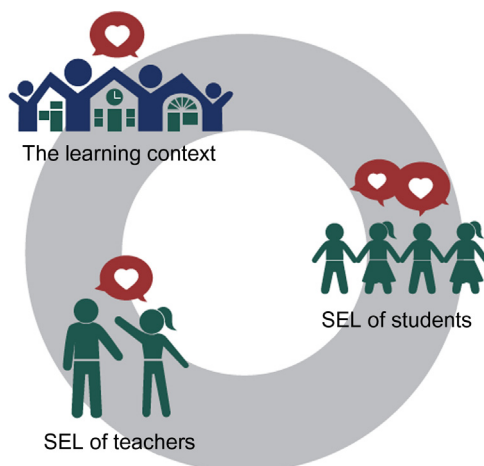 The learning context
SEL of students
SEL of teachers